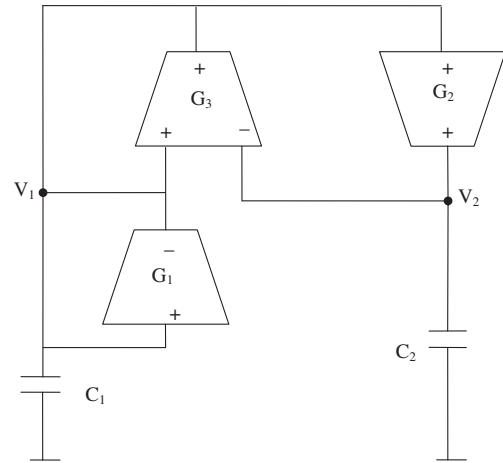 + +
G₃ G₂
+ − +
V₁ V₂
−
G₁
+
C₂
C₁